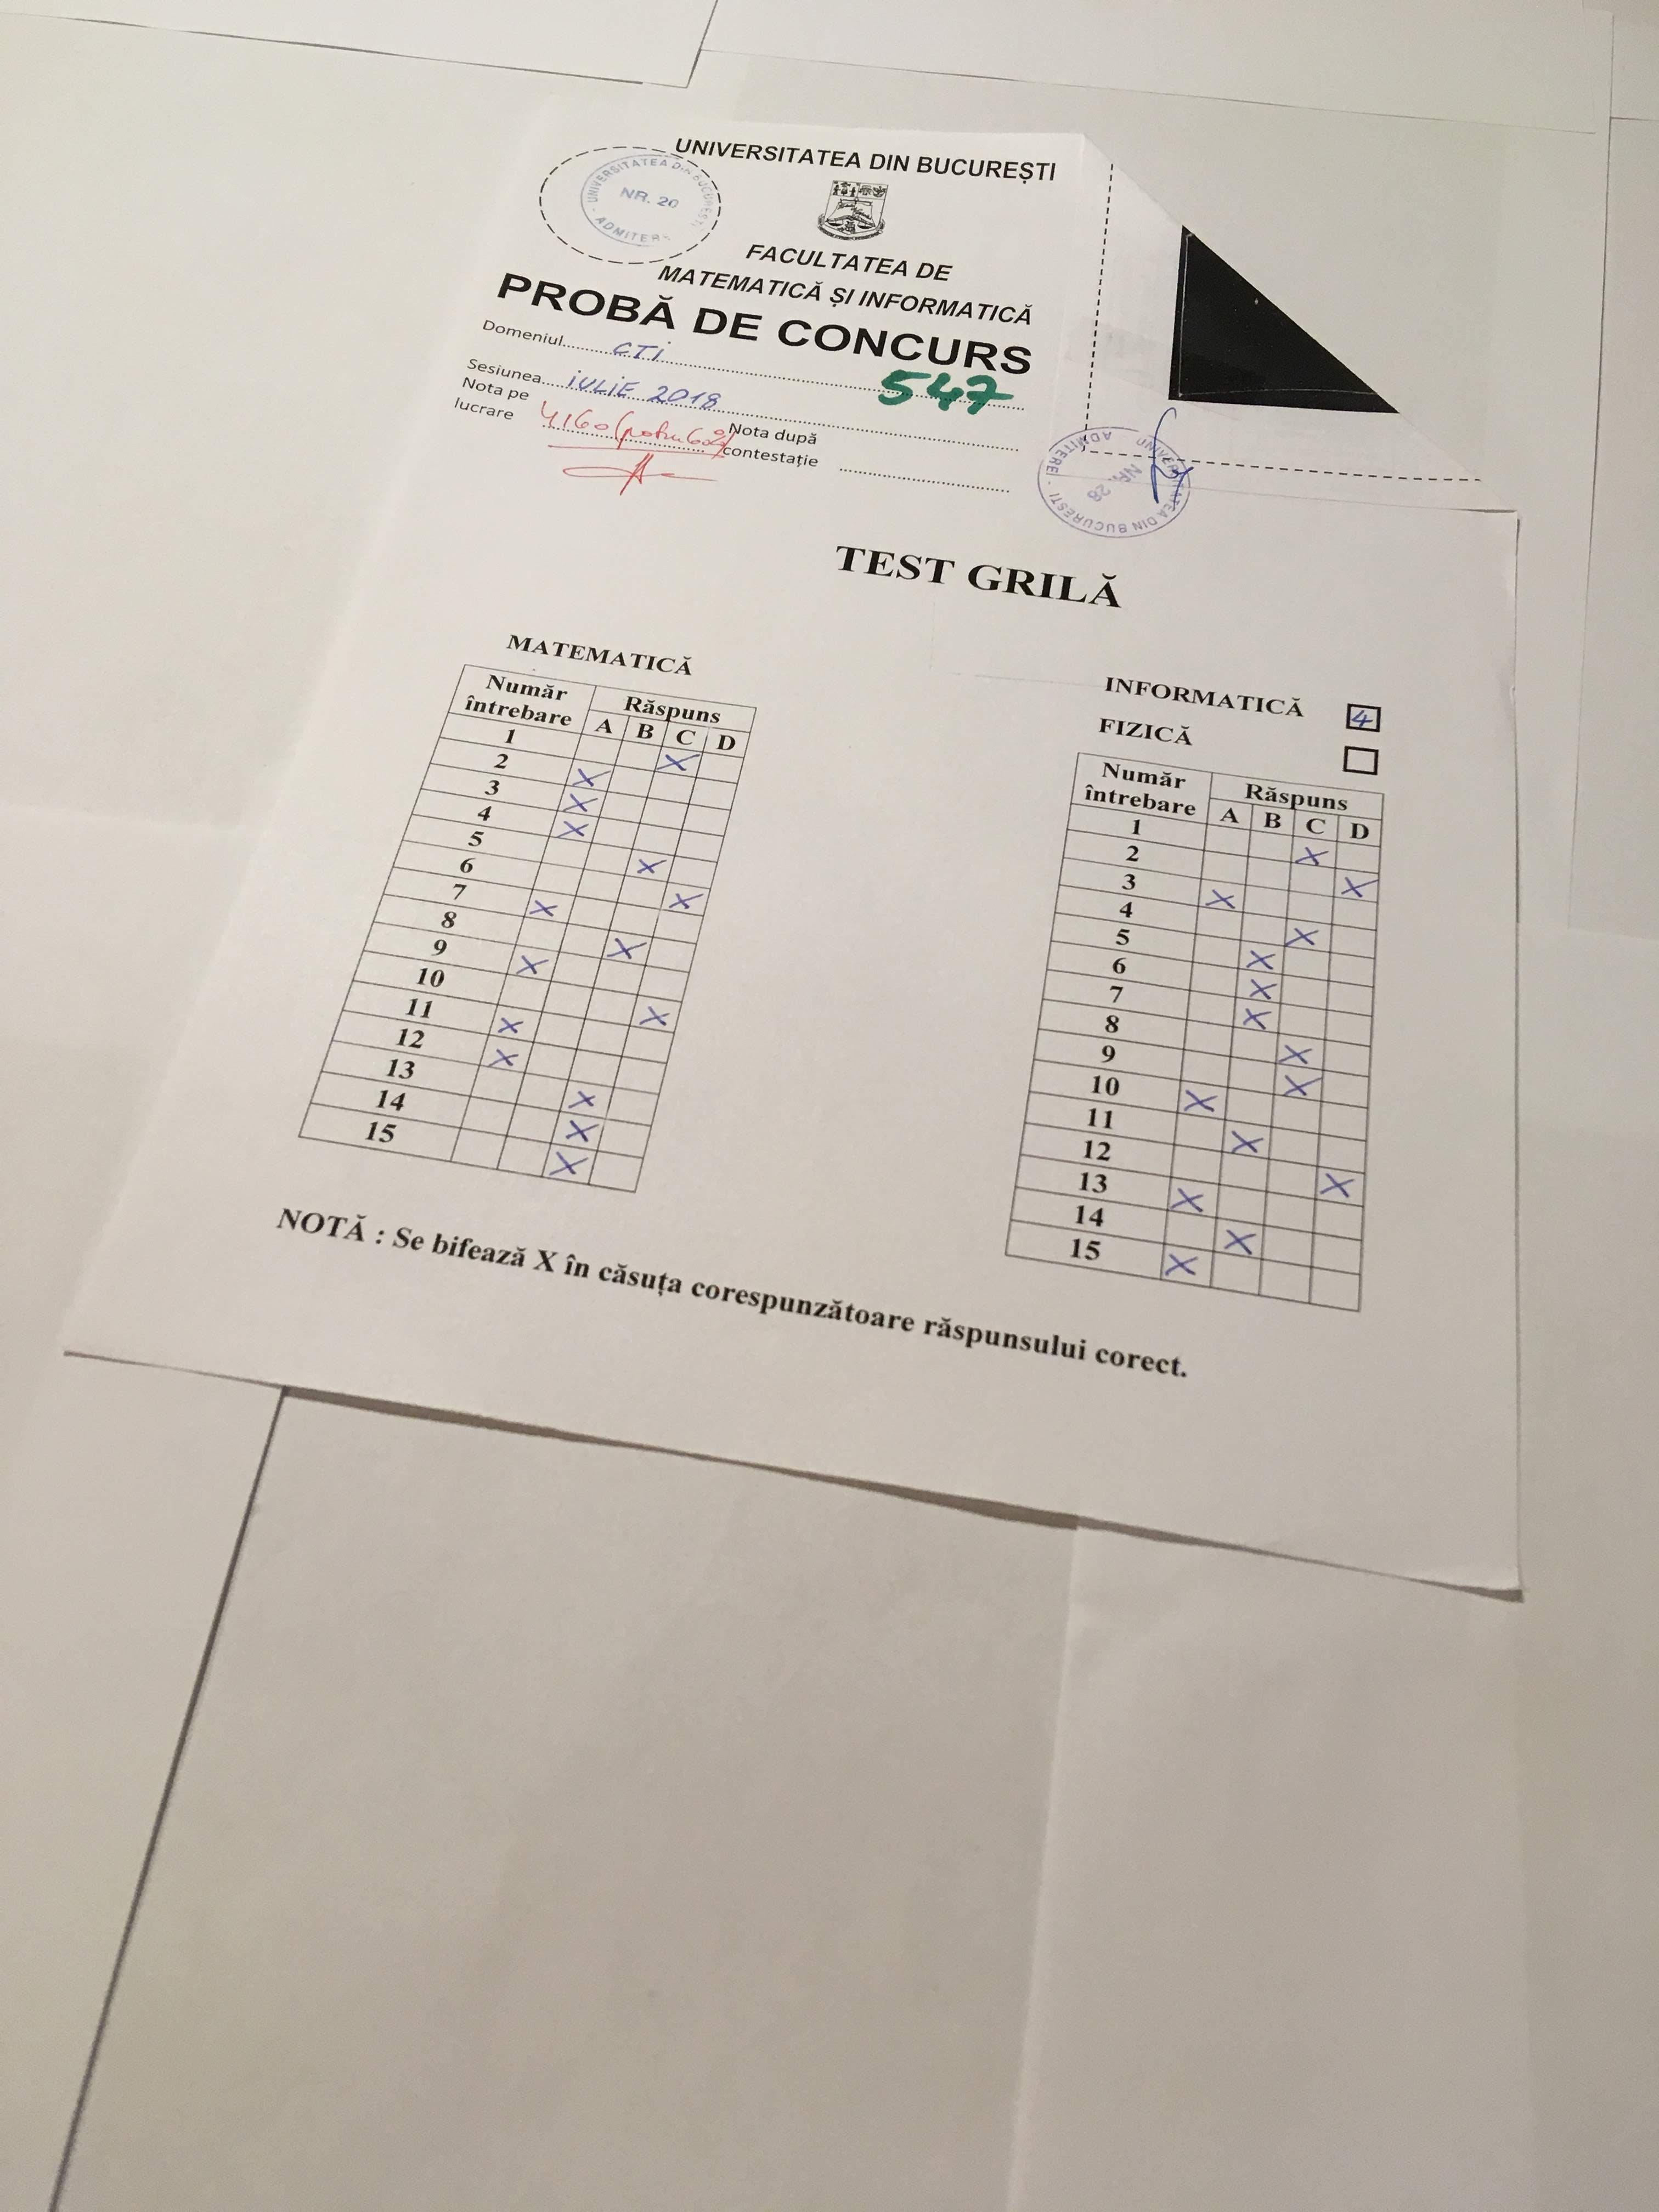 UNIVERSITATEA DIN BUCUREȘTI
UNIVERSITATEA DIN BUCUREȘTI
NR. 20
ADMITERE
FACULTATEA DE
MATEMATICĂ ȘI INFORMATICĂ
PROBĂ DE CONCURS
Domeniul CTI
547
Sesiunea IULIE 2018
Nota pe lucrare 4,60
Nota după contestație
UNIVERSITATEA DIN BUCURESTI · ADMITERE ·
NR. 28
TEST GRILĂ
MATEMATICĂ
Număr întrebare Răspuns
A B C D
1 X
2 X
3 X
4 X
5 X
6 X
7 X
8 X
9 X
10 X
11 X
12 X
13 X
14 X
15 X
INFORMATICĂ 4
FIZICĂ
Număr întrebare Răspuns
A B C D
1 X
2 X
3 X
4 X
5 X
6 X
7 X
8 X
9 X
10 X
11 X
12 X
13 X
14 X
15 X
NOTĂ : Se bifează X în căsuța corespunzătoare răspunsului corect.